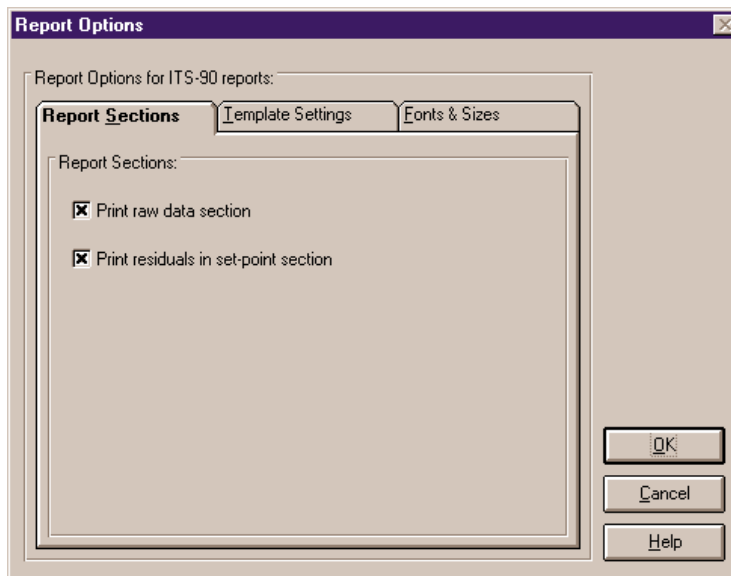 Report Options
Report Options for ITS-90 reports:
Report Sections
Template Settings
Fonts & Sizes
Report Sections:
Print raw data section
Print residuals in set-point section
OK
Cancel
Help